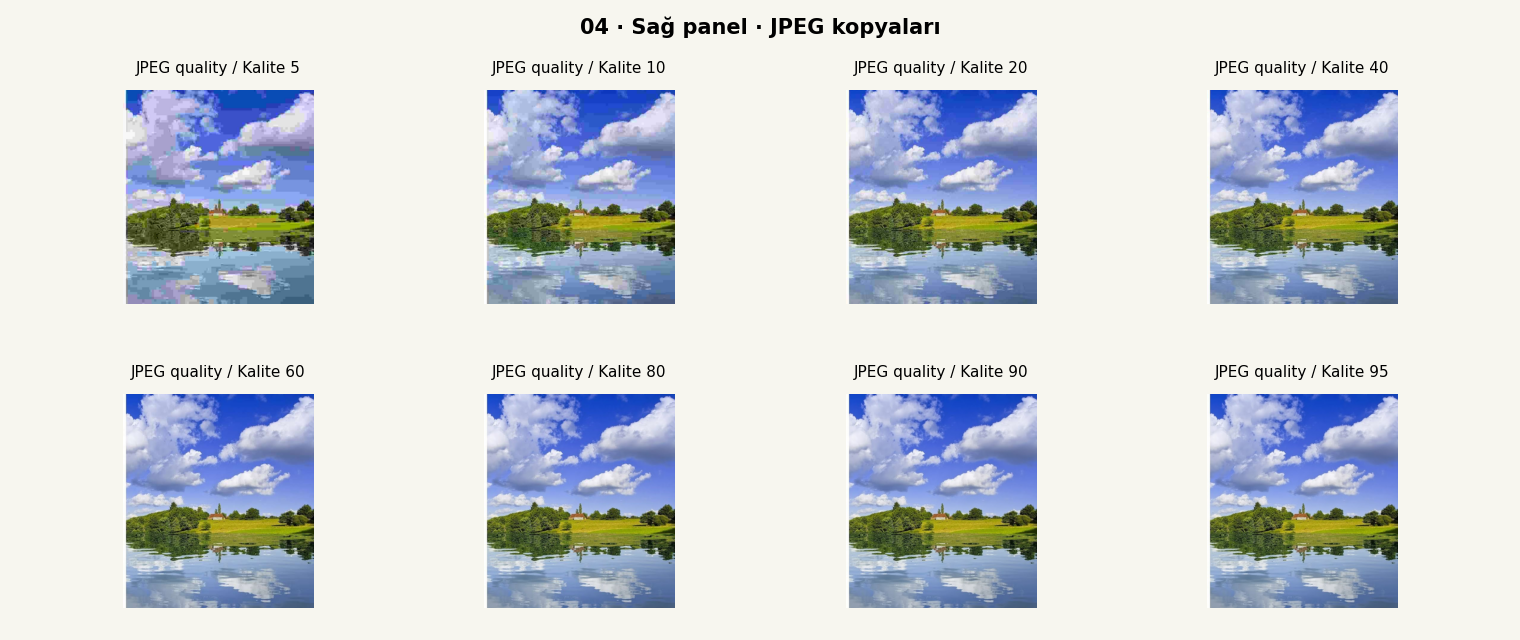 04 · Sağ panel · JPEG kopyaları
JPEG quality / Kalite 5
JPEG quality / Kalite 10
JPEG quality / Kalite 20
JPEG quality / Kalite 40
JPEG quality / Kalite 60
JPEG quality / Kalite 80
JPEG quality / Kalite 90
JPEG quality / Kalite 95